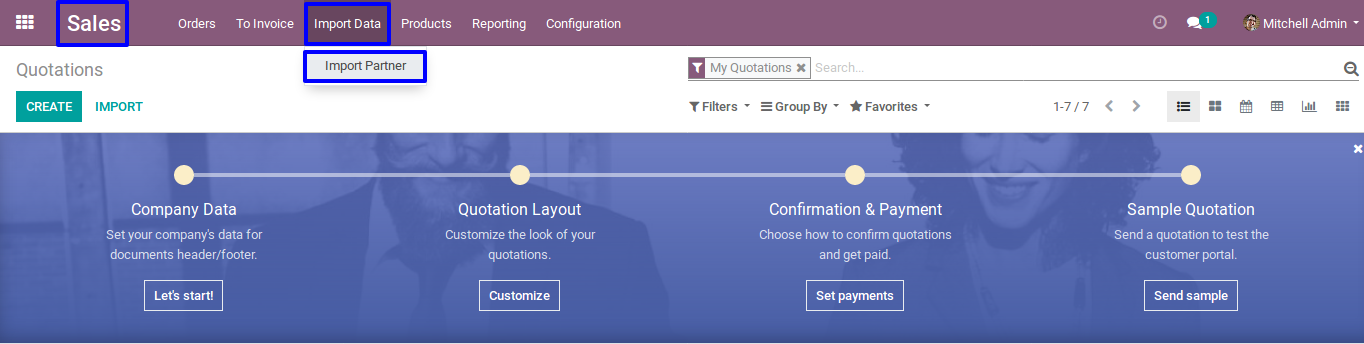 Sales Orders To Invoice Import Data Products Reporting Configuration 1 Mitchell Admin
Import Partner
Quotations My Quotations Search...
CREATE IMPORT Filters Group By Favorites 1-7 / 7
Company Data Quotation Layout Confirmation & Payment Sample Quotation
Set your company's data for Customize the look of your Choose how to confirm quotations Send a quotation to test the
documents header/footer. quotations. and get paid. customer portal.
Let's start! Customize Set payments Send sample